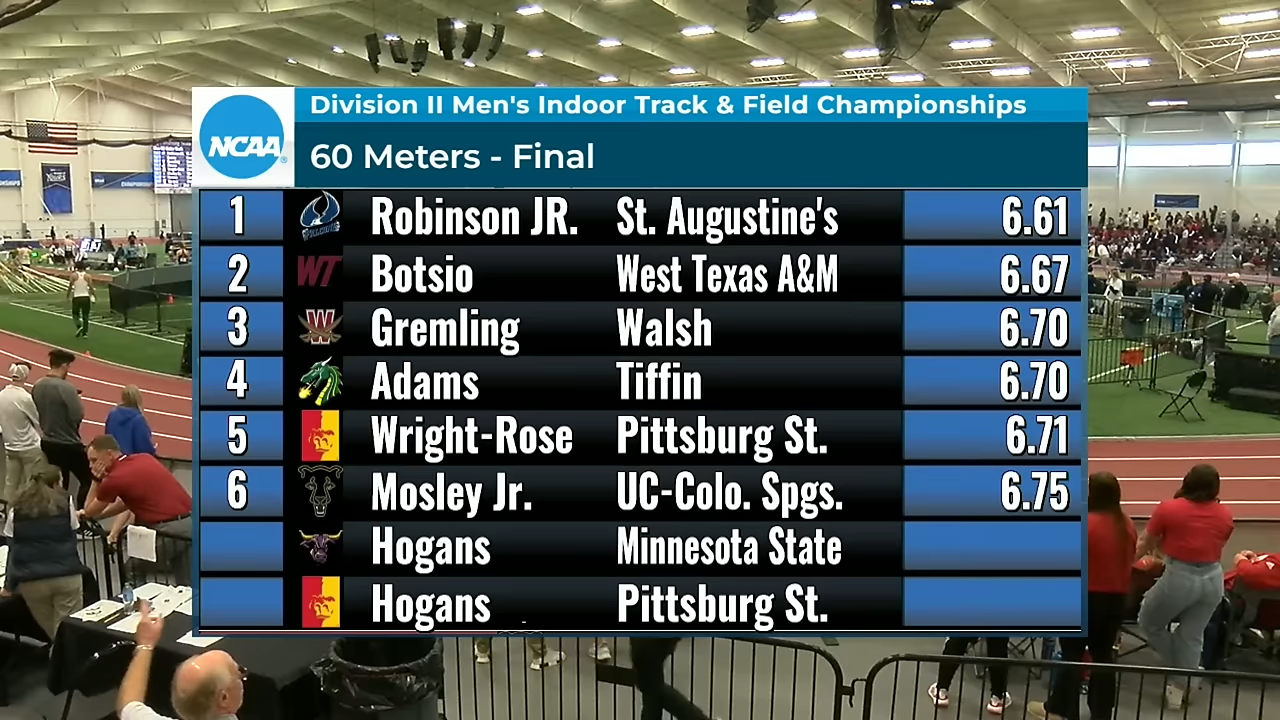 NCAA
Division II Men's Indoor Track & Field Championships
60 Meters - Final
1 Robinson JR. St. Augustine's 6.61
2 WT Botsio West Texas A&M 6.67
3 W Gremling Walsh 6.70
4 Adams Tiffin 6.70
5 Wright-Rose Pittsburg St. 6.71
6 Mosley Jr. UC-Colo. Spgs. 6.75
Hogans Minnesota State
Hogans Pittsburg St.